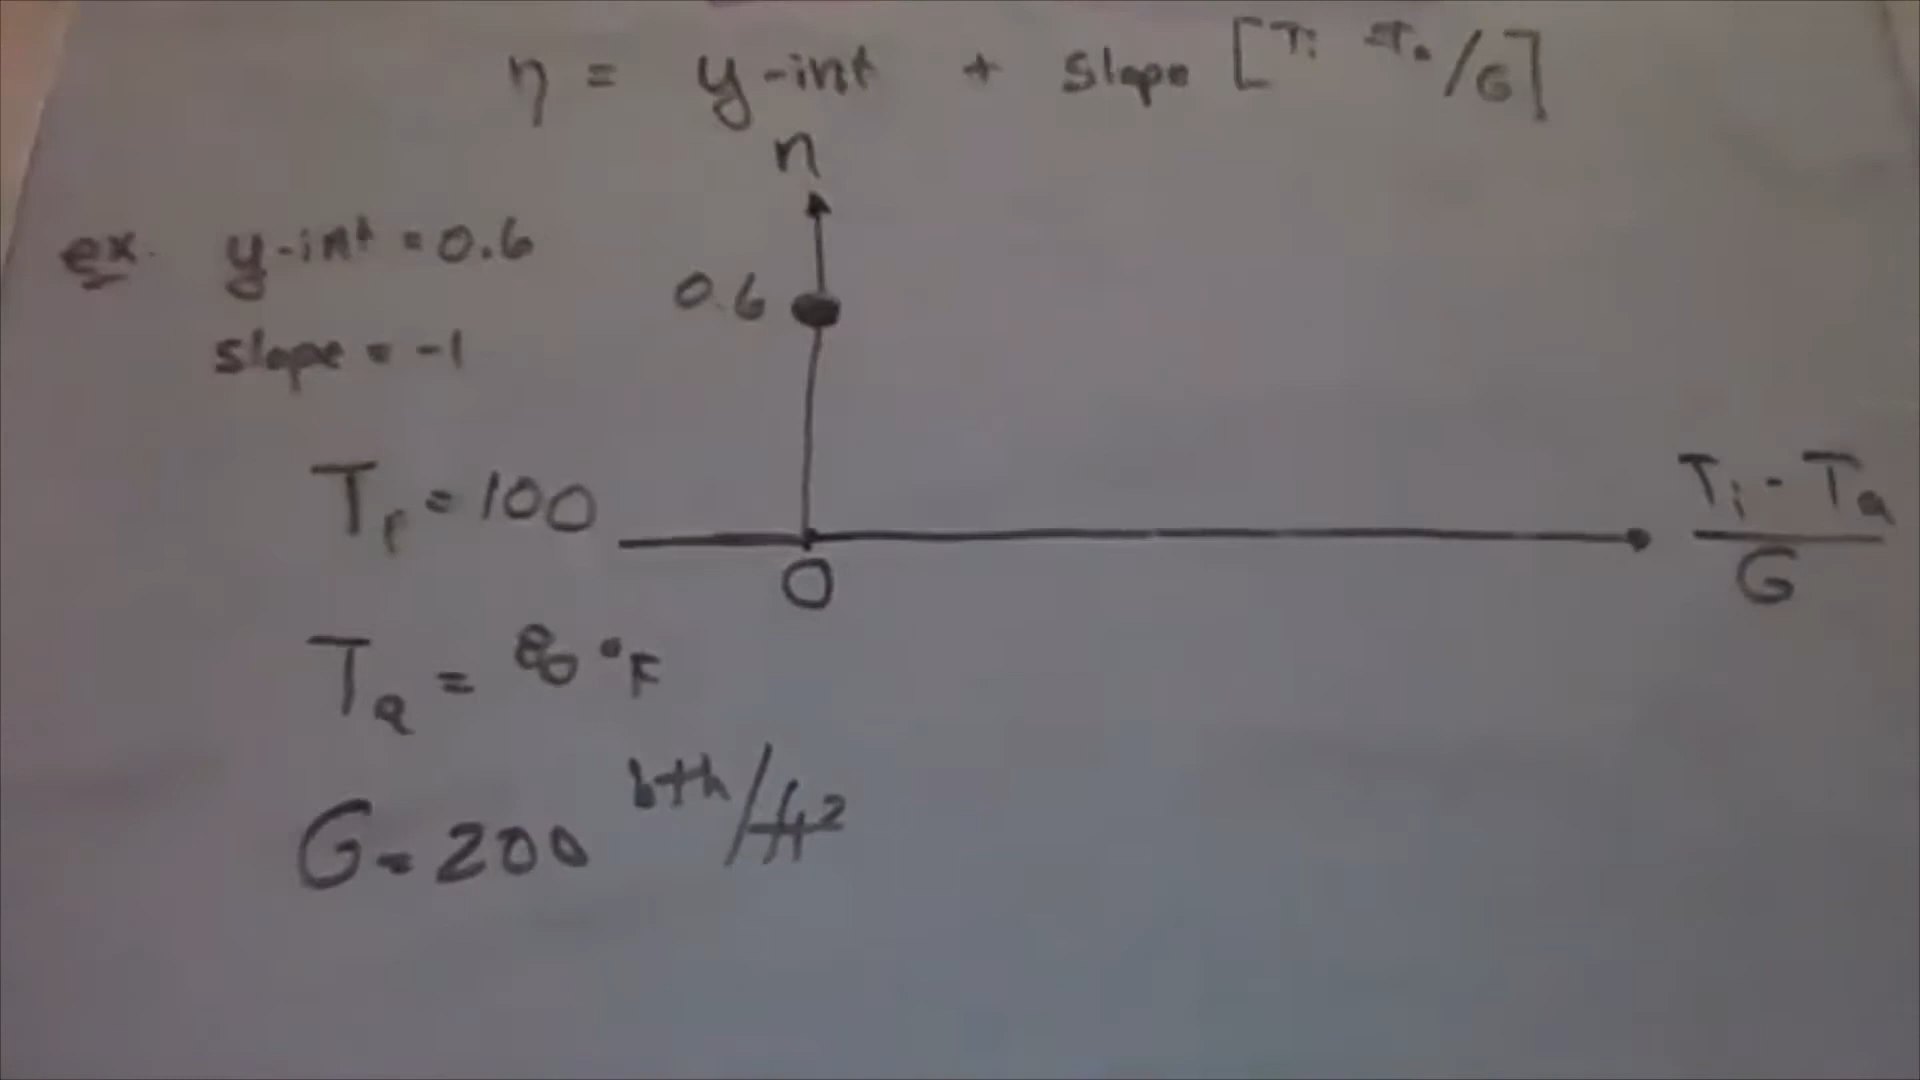 η = y-int + slope [Ti - Ta/G]
n
ex. y-int = 0.6
0.6
slope = -1
Ti = 100
Ti - Ta
G
0
Ta = 80 °F
G = 200 bth/ft²